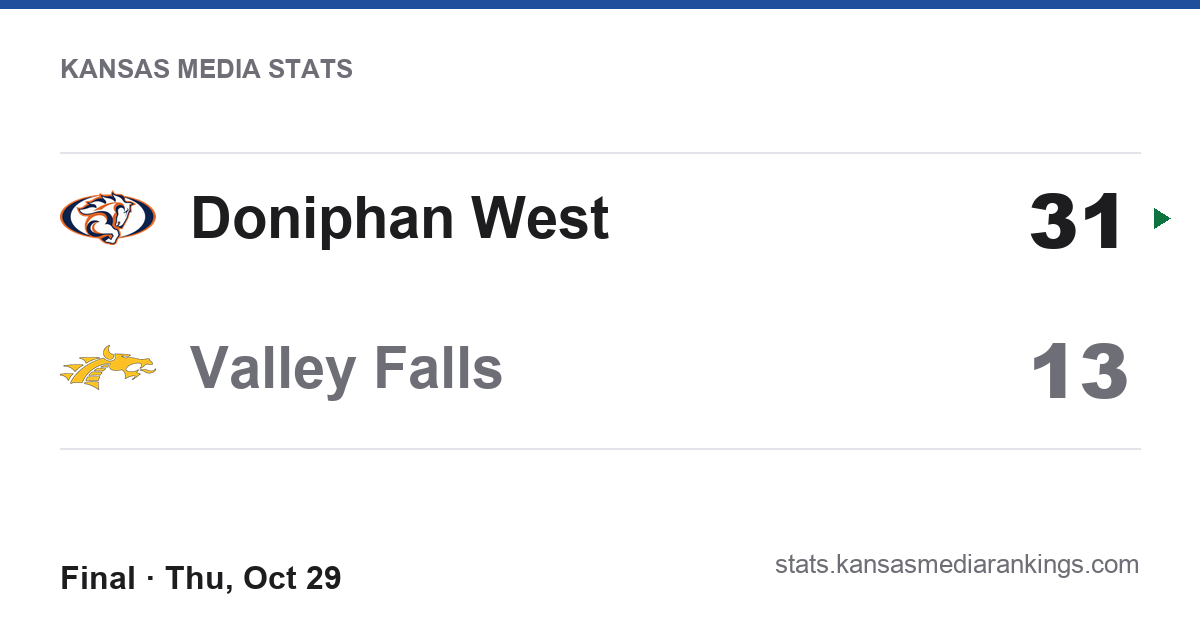 KANSAS MEDIA STATS
Doniphan West 31
Valley Falls 13
Final · Thu, Oct 29
stats.kansasmediarankings.com